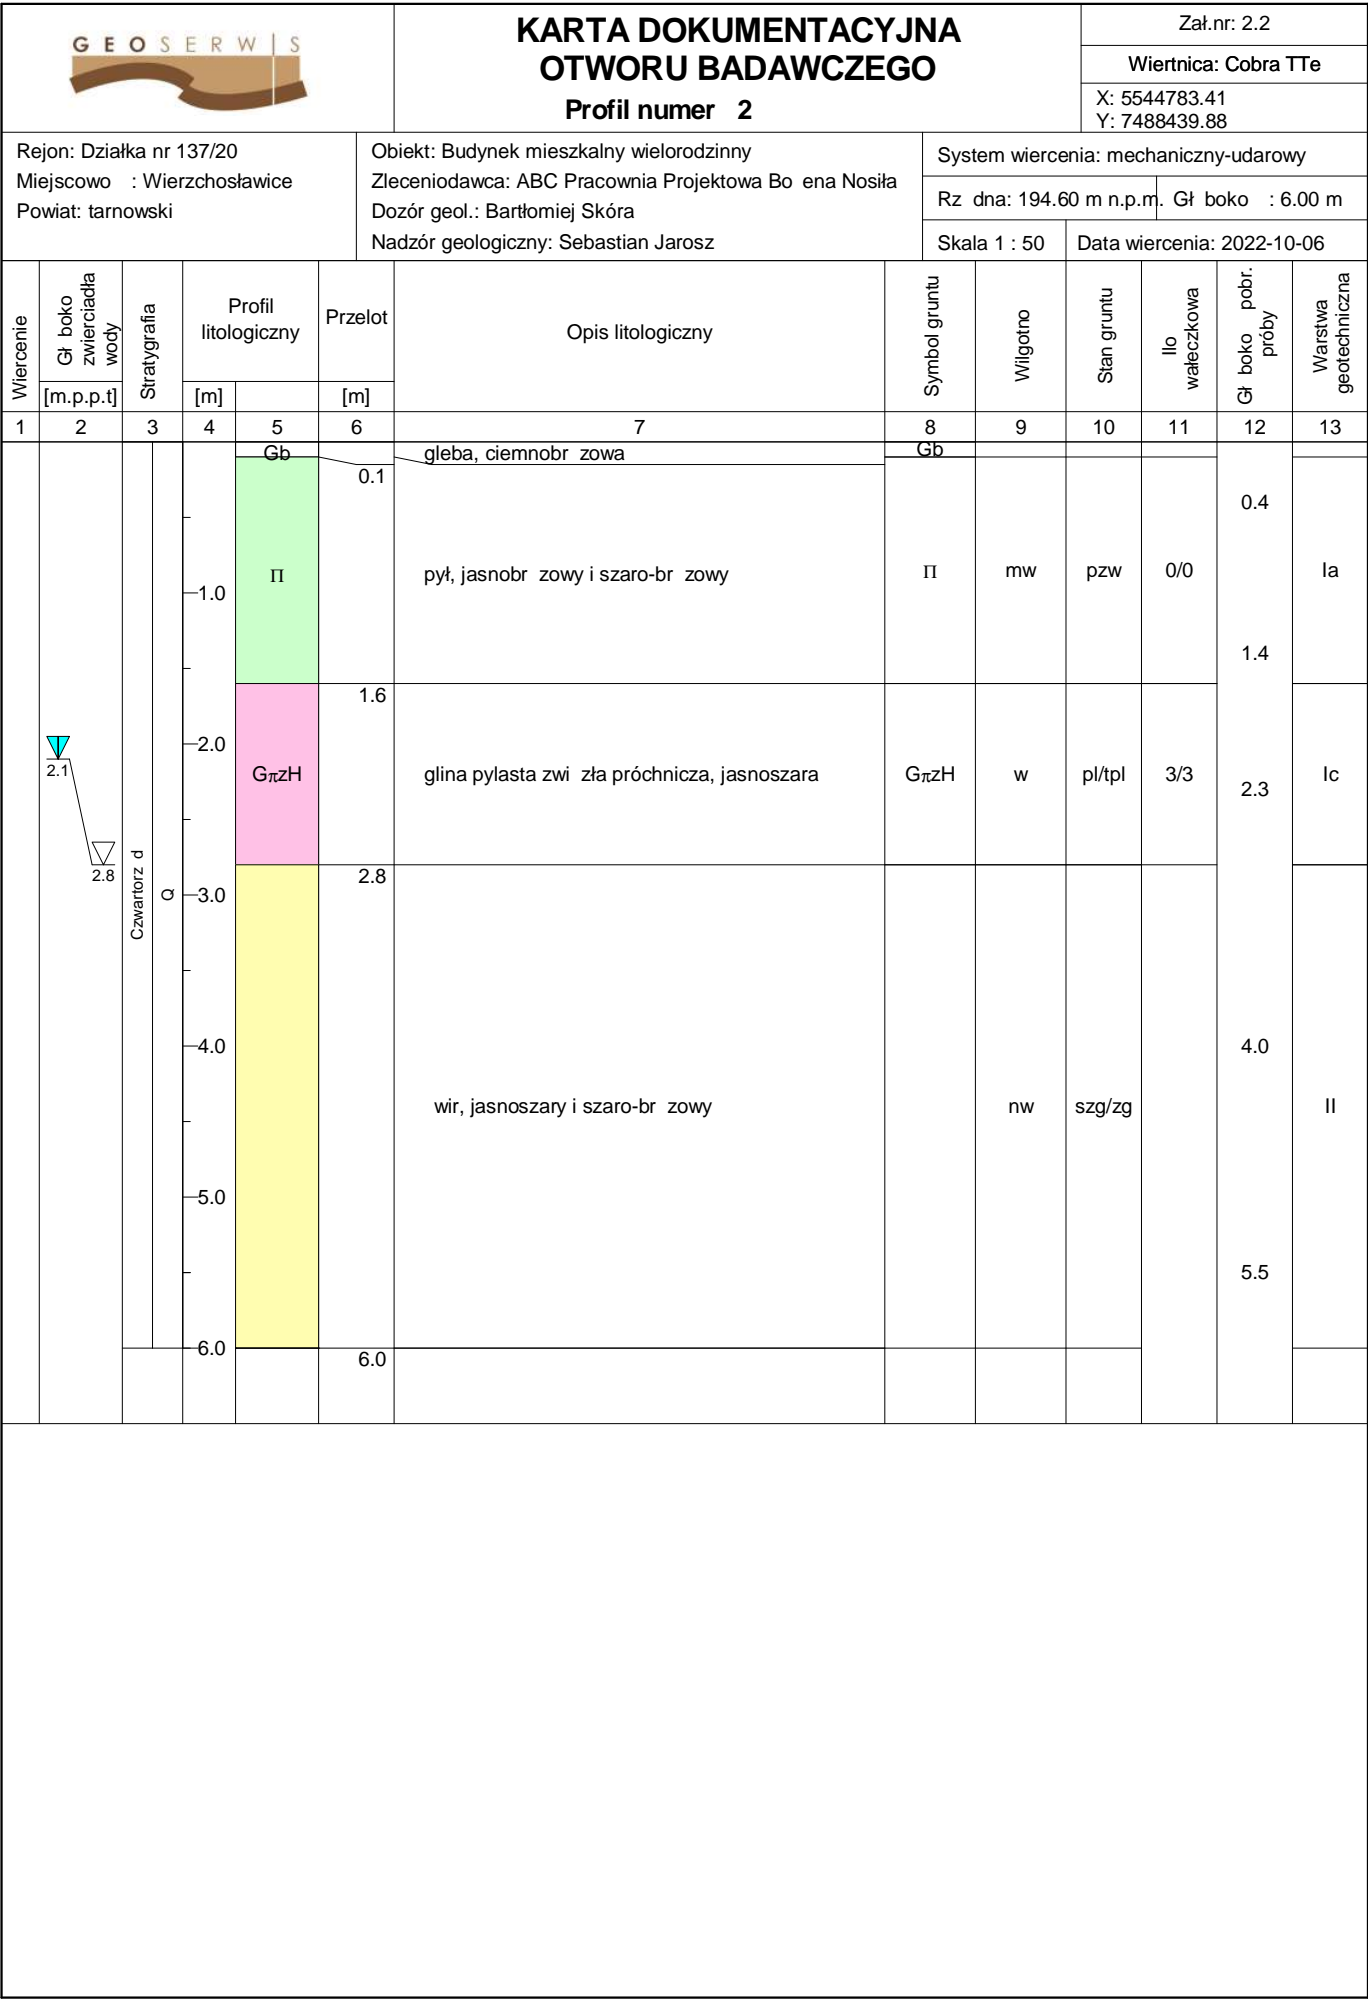 GEOSERWIS
KARTA DOKUMENTACYJNA
OTWORU BADAWCZEGO
Profil numer 2
Zał.nr: 2.2
Wiertnica: Cobra TTe
X: 5544783.41
Y: 7488439.88
Rejon: Działka nr 137/20
Miejscowo : Wierzchosławice
Powiat: tarnowski
Obiekt: Budynek mieszkalny wielorodzinny
Zleceniodawca: ABC Pracownia Projektowa Bo ena Nosiła
Dozór geol.: Bartłomiej Skóra
Nadzór geologiczny: Sebastian Jarosz
System wiercenia: mechaniczny-udarowy
Rz dna: 194.60 m n.p.m. Gł boko : 6.00 m
Skala 1 : 50 Data wiercenia: 2022-10-06
Wiercenie
Gł boko
zwierciadła
wody
[m.p.p.t]
Stratygrafia
Profil
litologiczny
[m]
Przelot
[m]
Opis litologiczny
Symbol gruntu
Wilgotno
Stan gruntu
Ilo
wałeczkowa
Gł boko pobr.
próby
Warstwa
geotechniczna
1 2 3 4 5 6 7 8 9 10 11 12 13
Gb gleba, ciemnobr zowa Gb
0.1
0.4
Π pył, jasnobr zowy i szaro-br zowy Π mw pzw 0/0 Ia
1.0
1.4
1.6
2.0
2.1
GπzH glina pylasta zwi zła próchnicza, jasnoszara GπzH w pl/tpl 3/3 2.3 Ic
2.8
2.8
Czwartorz d
Q
3.0
4.0
4.0
wir, jasnoszary i szaro-br zowy nw szg/zg II
5.0
5.5
6.0
6.0